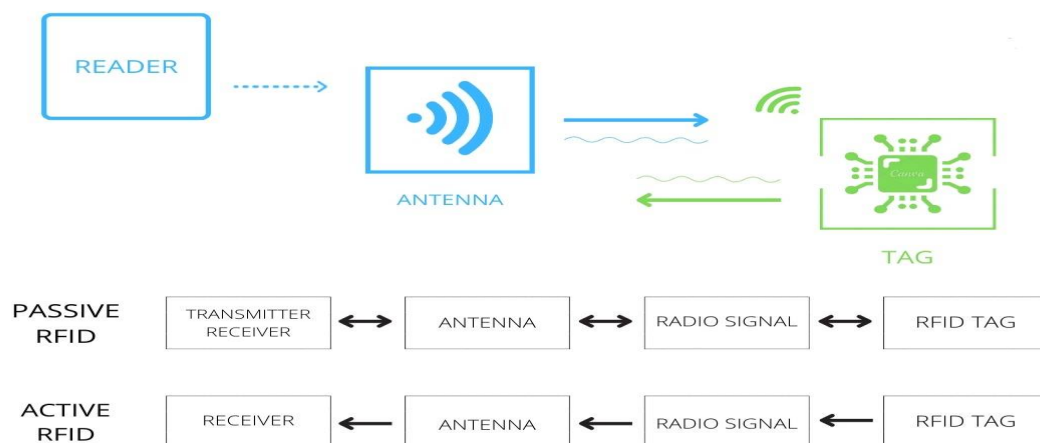 READER
ANTENNA
Canva
TAG
PASSIVE
RFID
TRANSMITTER
RECEIVER
ANTENNA
RADIO SIGNAL
RFID TAG
ACTIVE
RFID
RECEIVER
ANTENNA
RADIO SIGNAL
RFID TAG